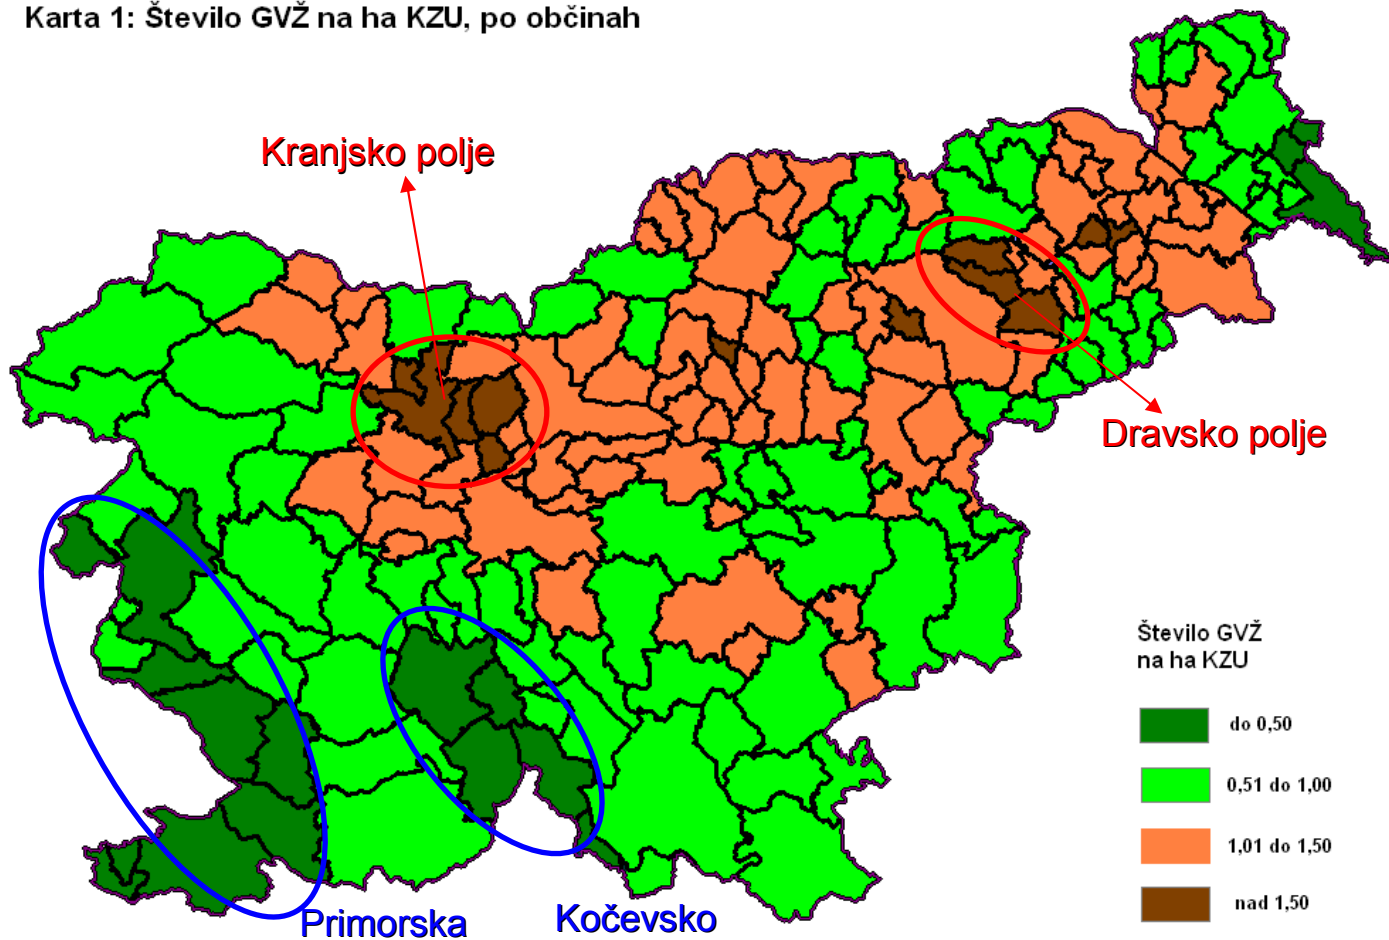 Karta 1: Število GVŽ na ha KZU, po občinah
Kranjsko polje
Dravsko polje
Primorska
Kočevsko
Število GVŽ
na ha KZU
do 0,50
0,51 do 1,00
1,01 do 1,50
nad 1,50